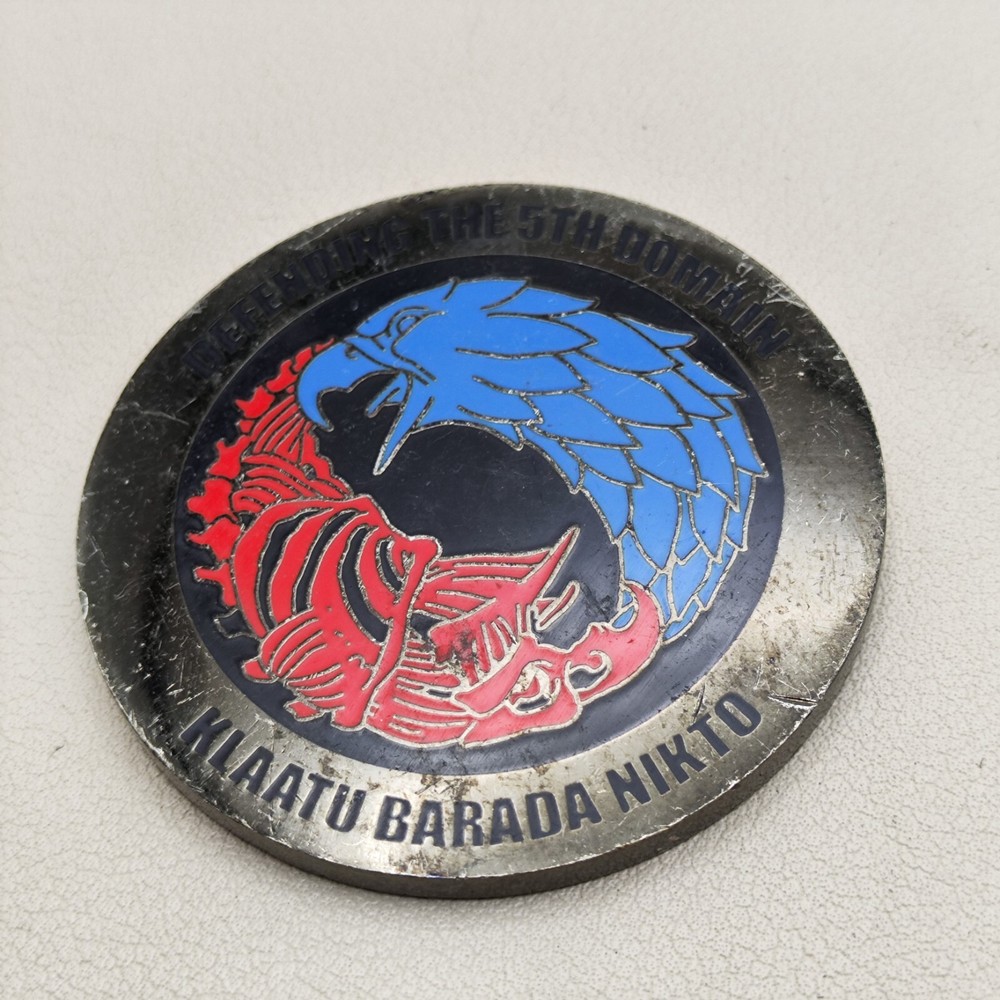 DEFENDING THE 5TH DOMAIN
KLAATU BARADA NIKTO